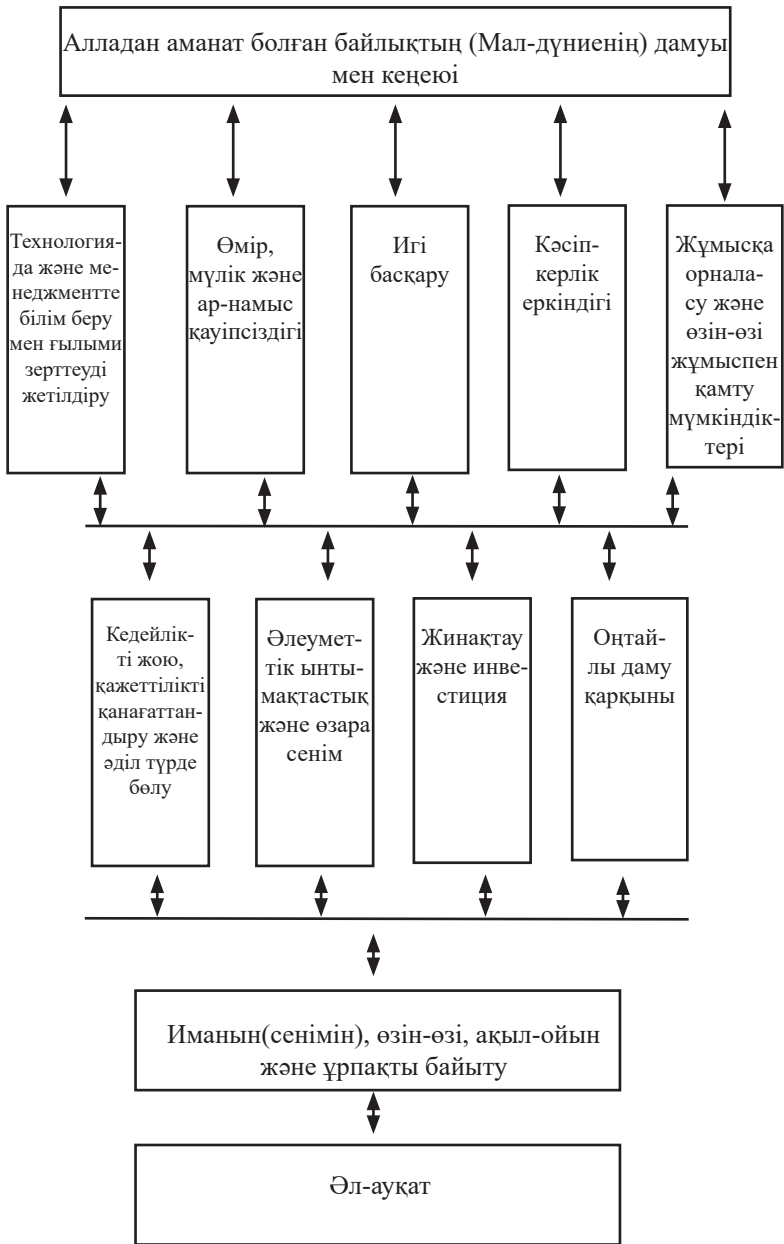 Алладан аманат болған байлықтың (Мал-дүниенің) дамуы
мен кеңеюі
Технология-
да және ме-
неджментте
білім беру
мен ғылыми
зерттеуді
жетілдіру
Өмір,
мүлік және
ар-намыс
қауіпсіздігі
Игі
басқару
Кәсіп-
керлік
еркіндігі
Жұмысқа
орнала-
су және
өзін-өзі
жұмыспен
қамту
мүмкіндік-
тері
Кедейлік-
ті жою,
қажеттілікті
қанағаттан-
дыру және
әділ түрде
бөлу
Әлеумет-
тік ынты-
мақтастық
және өзара
сенім
Жинақтау
және инве-
стиция
Оңтай-
лы даму
қарқыны
Иманын(сенімін), өзін-өзі, ақыл-ойын
және ұрпақты байыту
Әл-ауқат